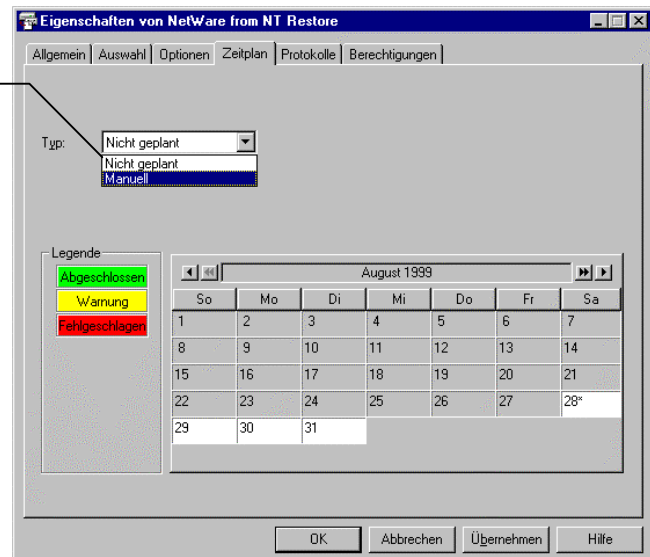 Eigenschaften von NetWare from NT Restore
Allgemein Auswahl Optionen Zeitplan Protokolle Berechtigungen
Typ: Nicht geplant
Nicht geplant
Manuell
Legende
Abgeschlossen
Warnung
Fehlgeschlagen
August 1999
So Mo Di Mi Do Fr Sa
1 2 3 4 5 6 7
8 9 10 11 12 13 14
15 16 17 18 19 20 21
22 23 24 25 26 27 28*
29 30 31
OK Abbrechen Übernehmen Hilfe